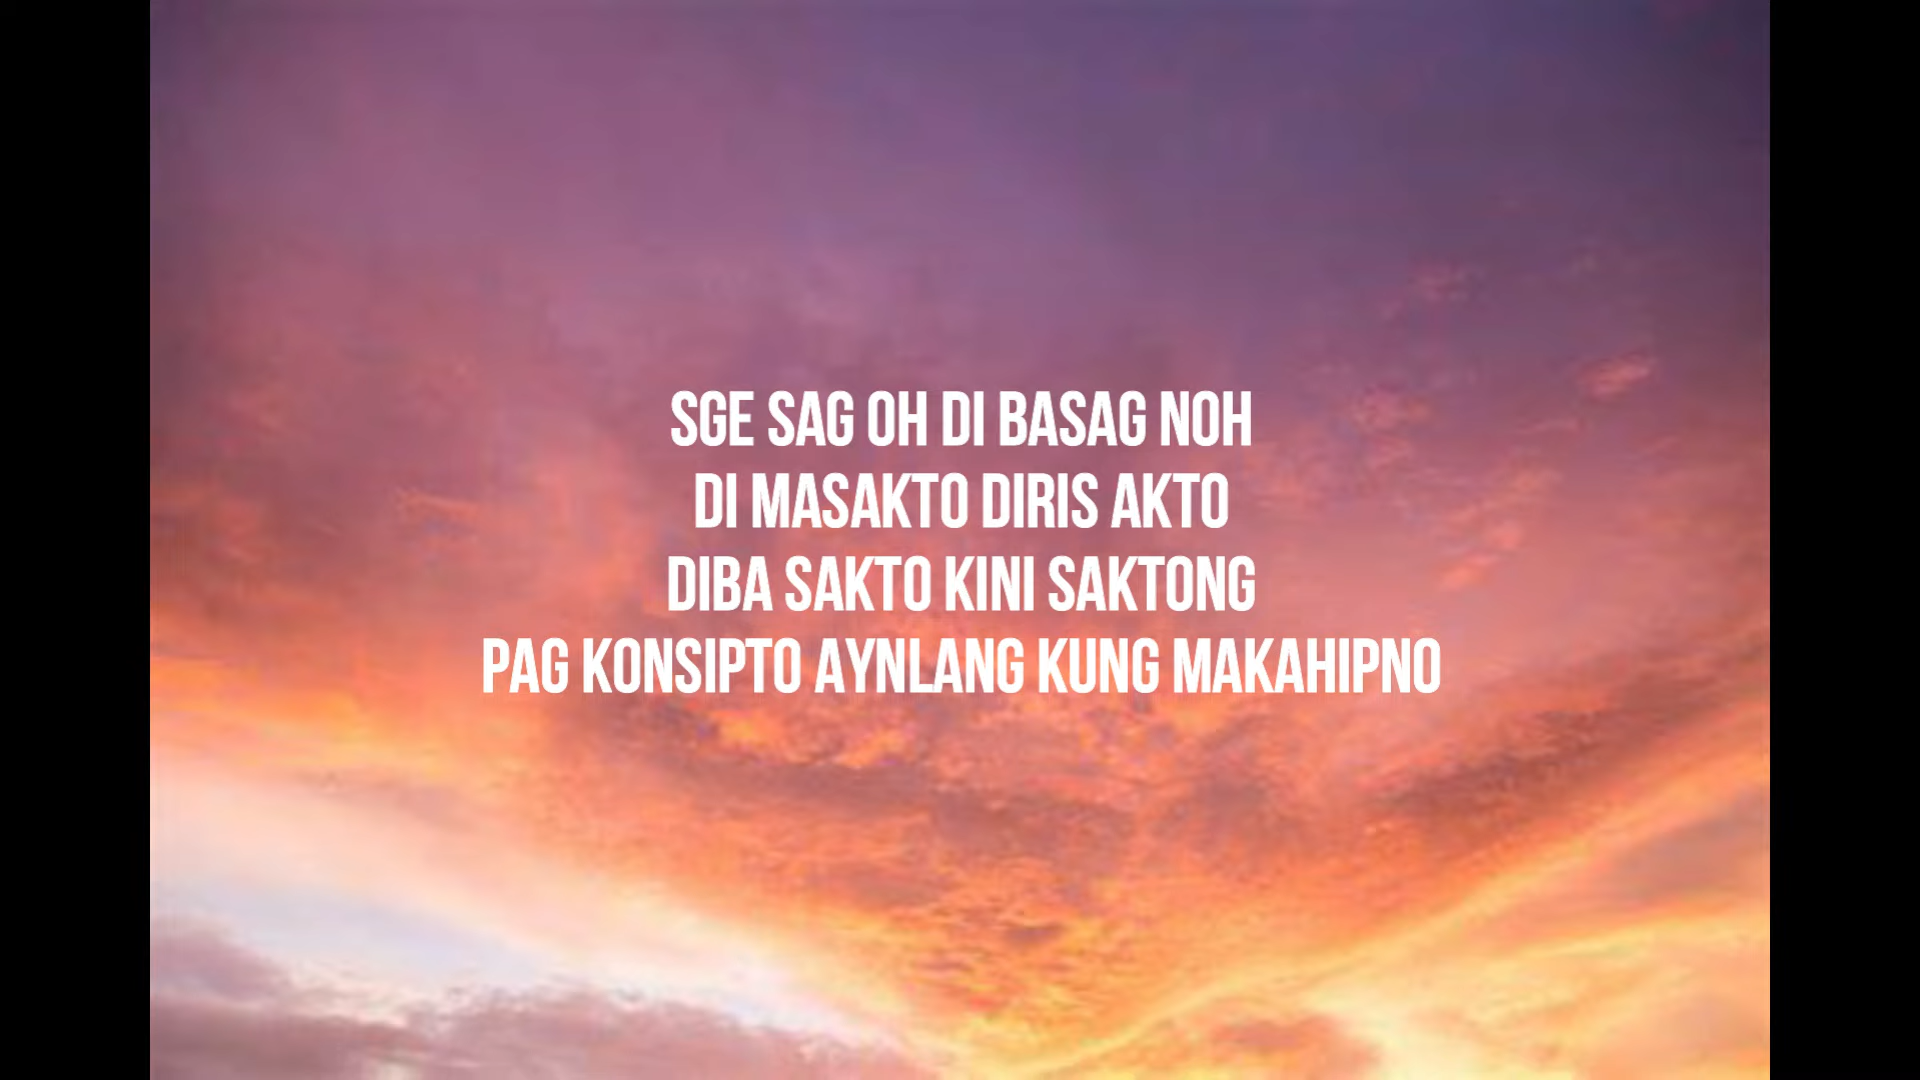 SGE SAG OH DI BASAG NOH
DI MASAKTO DIRIS AKTO
DIBA SAKTO KINI SAKTONG
PAG KONSIPTO AYNLANG KUNG MAKAHIPNO